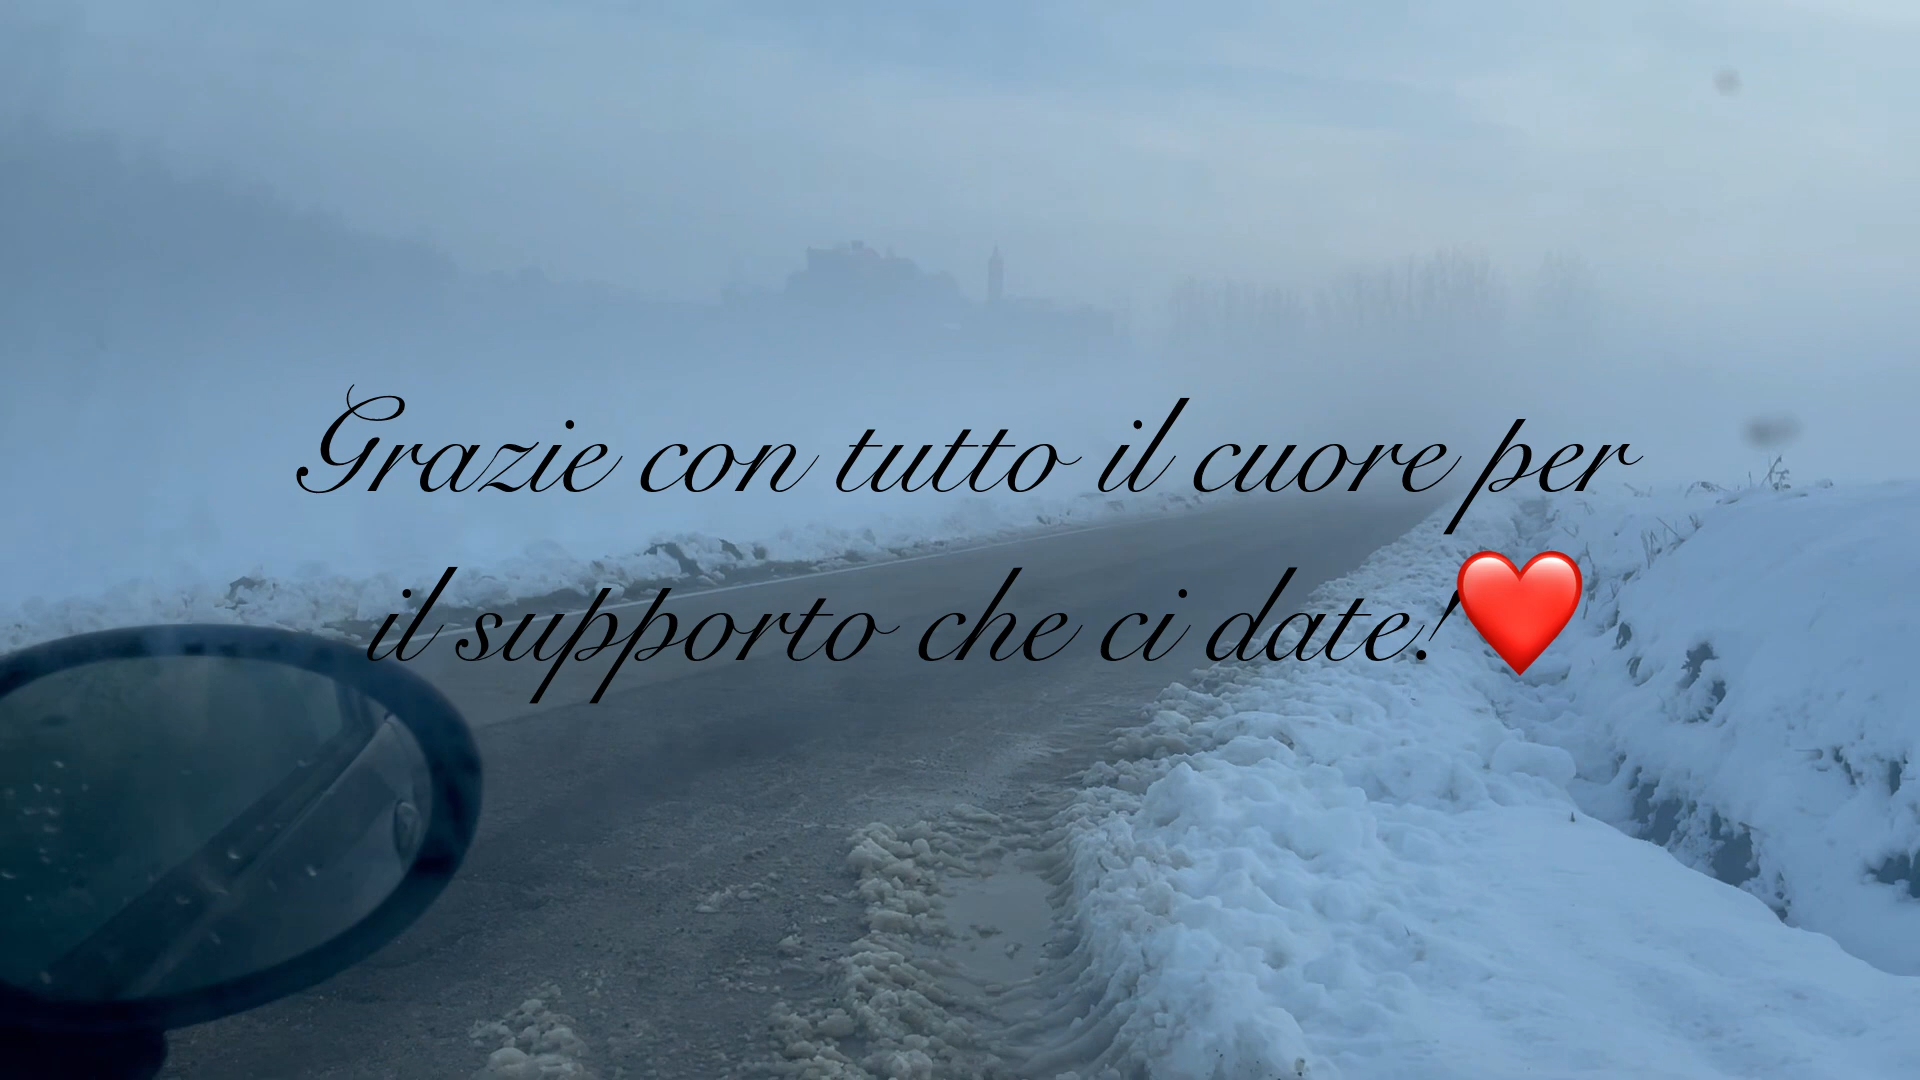 Grazie con tutto il cuore per
il supporto che ci date!❤️